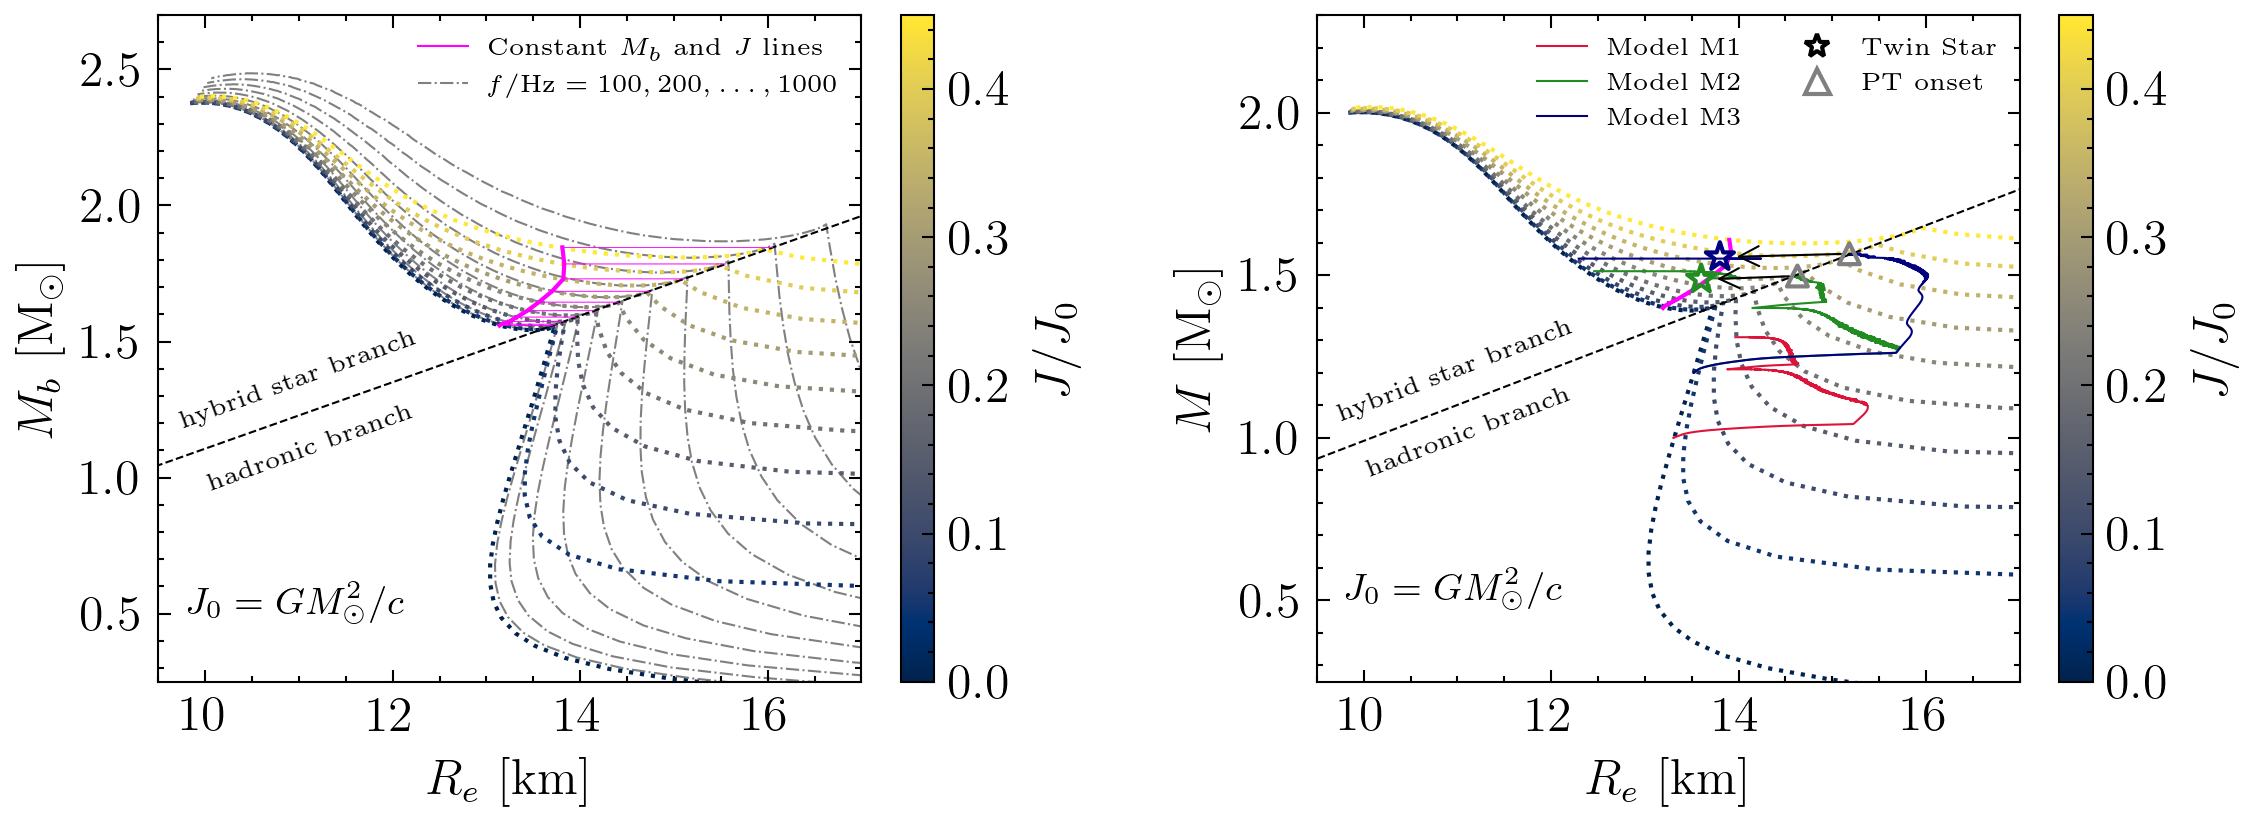 Constant M_b and J lines
f/Hz = 100, 200, ..., 1000
2.5
2.0
1.5
1.0
0.5
M_b [M⊙]
hybrid star branch
hadronic branch
J_0 = GM⊙^2/c
10
12
14
16
R_e [km]
0.4
0.3
0.2
0.1
0.0
J/J_0
Model M1
Model M2
Model M3
Twin Star
PT onset
2.0
1.5
1.0
0.5
M [M⊙]
hybrid star branch
hadronic branch
J_0 = GM⊙^2/c
10
12
14
16
R_e [km]
0.4
0.3
0.2
0.1
0.0
J/J_0